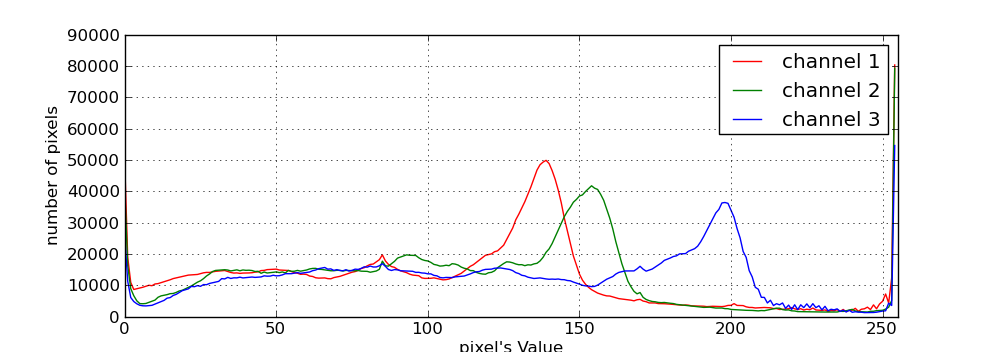 90000
80000
70000
60000
50000
40000
30000
20000
10000
0
number of pixels
channel 1
channel 2
channel 3
0 50 100 150 200 250
pixel's Value